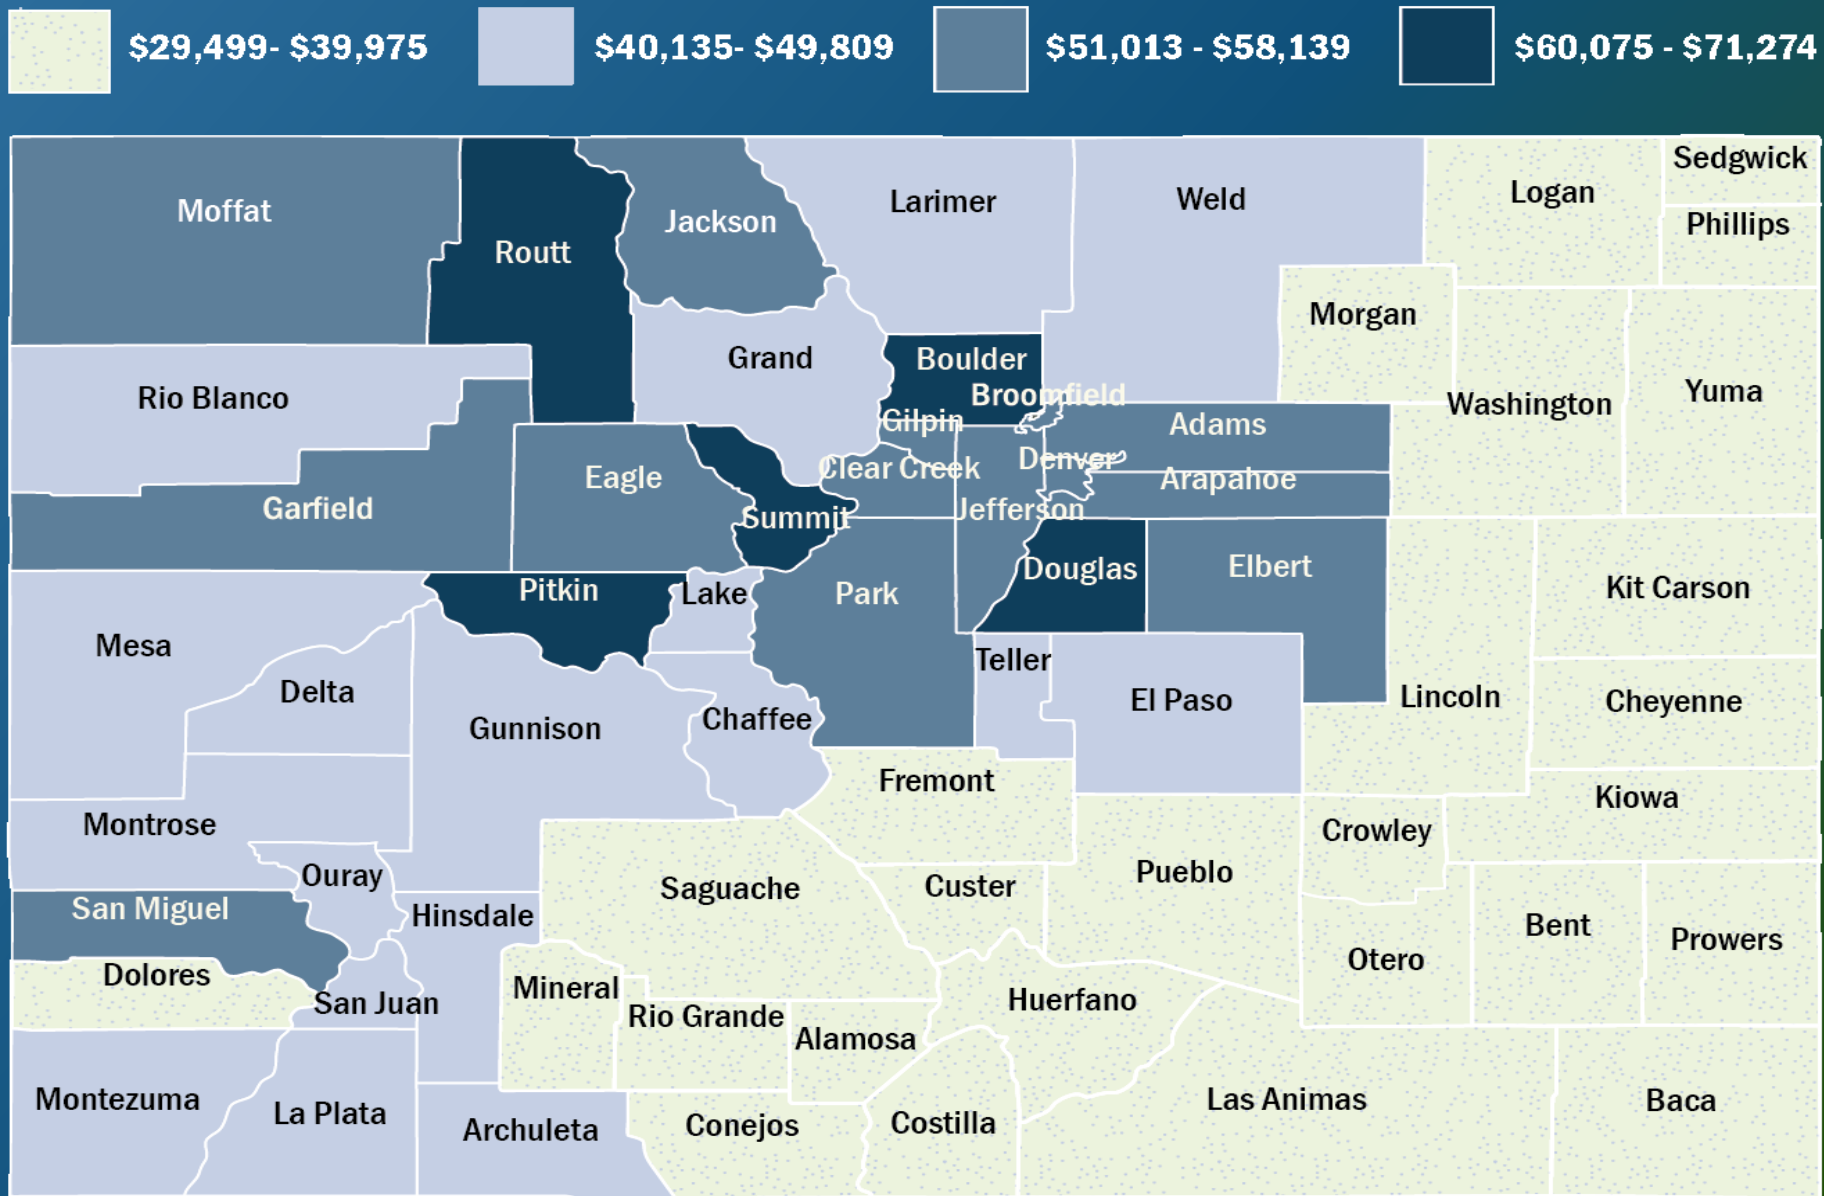 $29,499- $39,975
$40,135- $49,809
$51,013 - $58,139
$60,075 - $71,274
Moffat
Routt
Jackson
Larimer
Weld
Logan
Sedgwick
Phillips
Morgan
Rio Blanco
Grand
Boulder
Broomfield
Washington
Yuma
Gilpin
Adams
Garfield
Eagle
Summit
Clear Creek
Denver
Arapahoe
Jefferson
Pitkin
Lake
Park
Douglas
Elbert
Kit Carson
Mesa
Delta
Gunnison
Chaffee
Teller
El Paso
Lincoln
Cheyenne
Montrose
Fremont
Kiowa
Crowley
Ouray
Saguache
Custer
Pueblo
San Miguel
Hinsdale
Bent
Prowers
Otero
Dolores
San Juan
Mineral
Rio Grande
Alamosa
Huerfano
Montezuma
La Plata
Archuleta
Conejos
Costilla
Las Animas
Baca